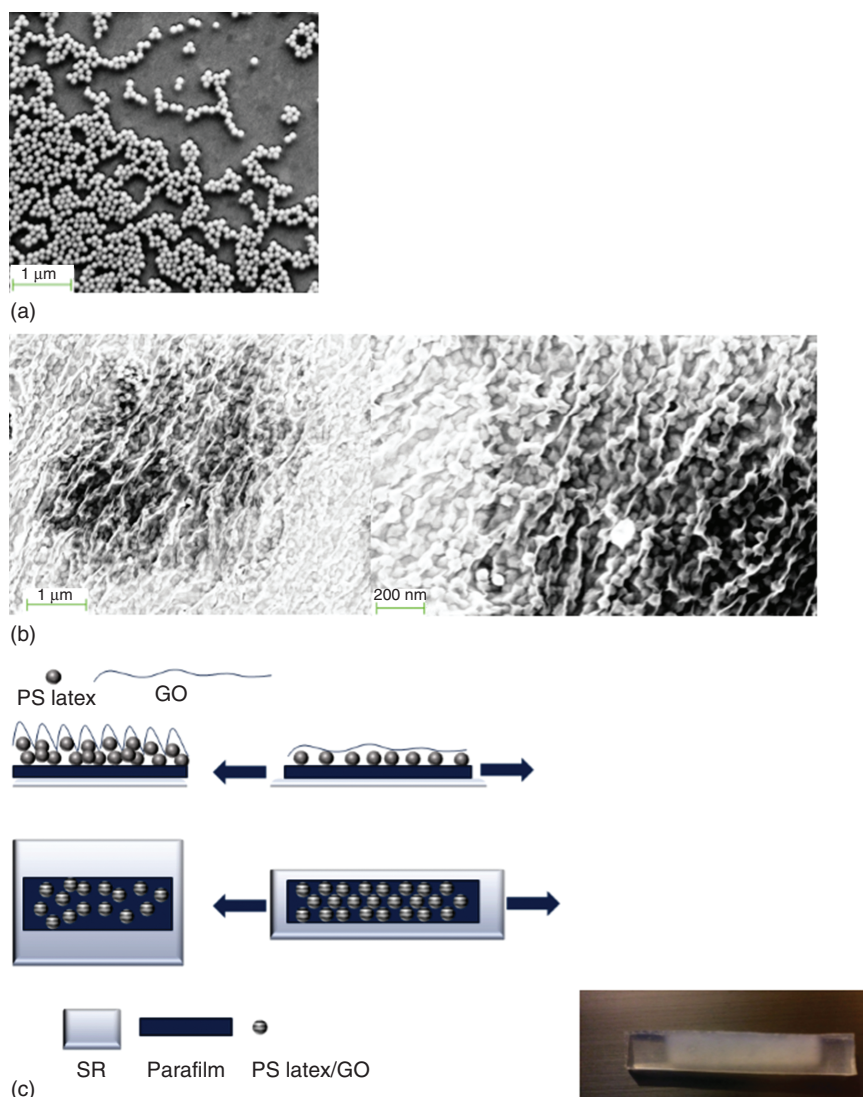 1 μm
(a)
1 μm
200 nm
(b)
PS latex
GO
SR
Parafilm
PS latex/GO
(c)